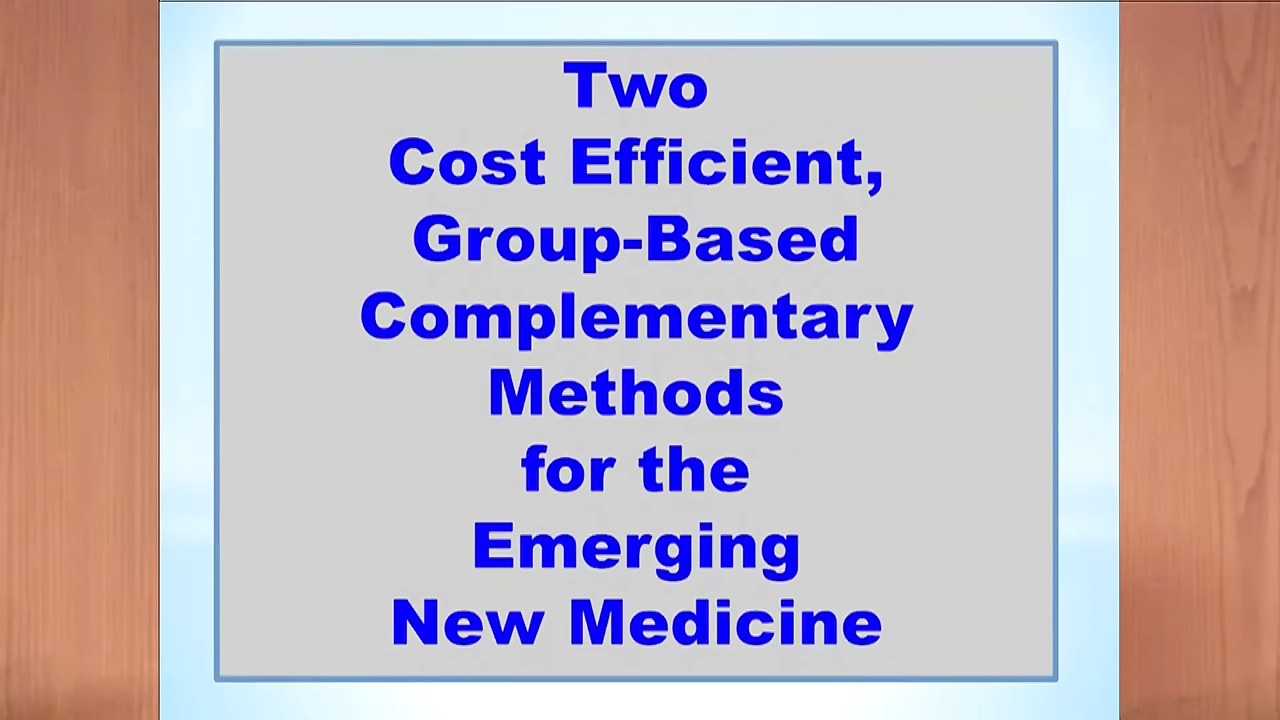 Two
Cost Efficient,
Group-Based
Complementary
Methods
for the
Emerging
New Medicine